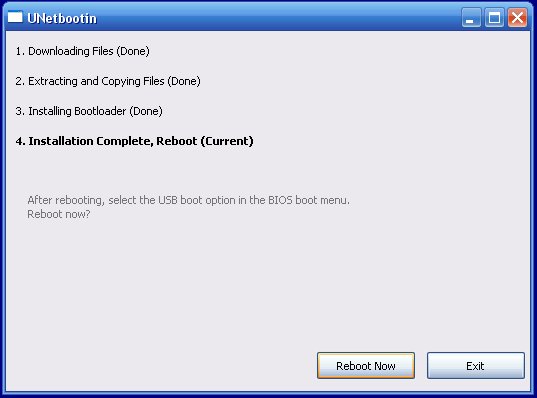 UNetbootin
1. Downloading Files (Done)
2. Extracting and Copying Files (Done)
3. Installing Bootloader (Done)
4. Installation Complete, Reboot (Current)
After rebooting, select the USB boot option in the BIOS boot menu.
Reboot now?
Reboot Now
Exit